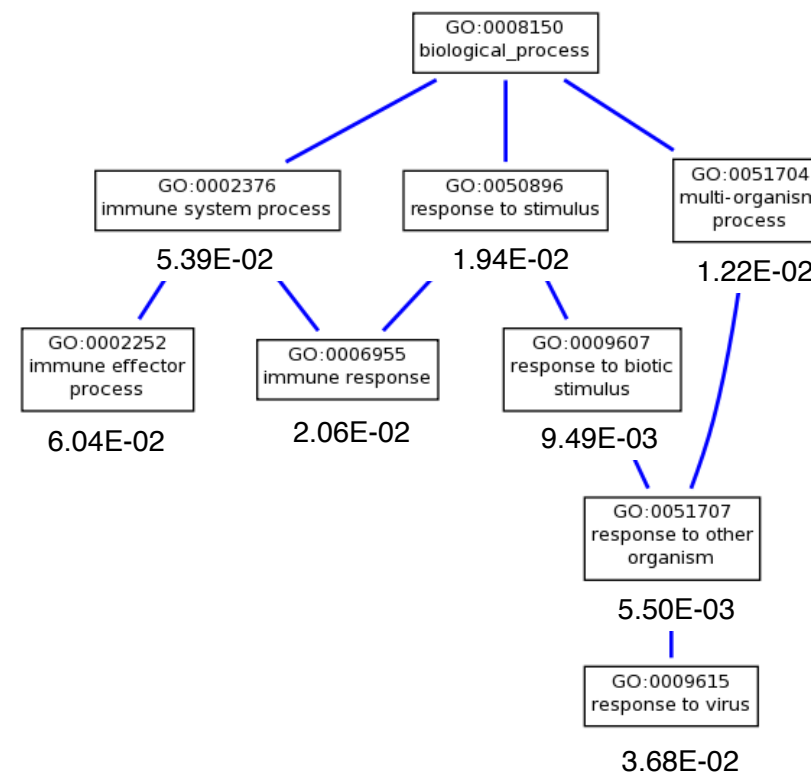 GO:0008150
biological_process
GO:0002376
immune system process
5.39E-02
GO:0050896
response to stimulus
1.94E-02
GO:0051704
multi-organism
process
1.22E-02
GO:0002252
immune effector
process
6.04E-02
GO:0006955
immune response
2.06E-02
GO:0009607
response to biotic
stimulus
9.49E-03
GO:0051707
response to other
organism
5.50E-03
GO:0009615
response to virus
3.68E-02